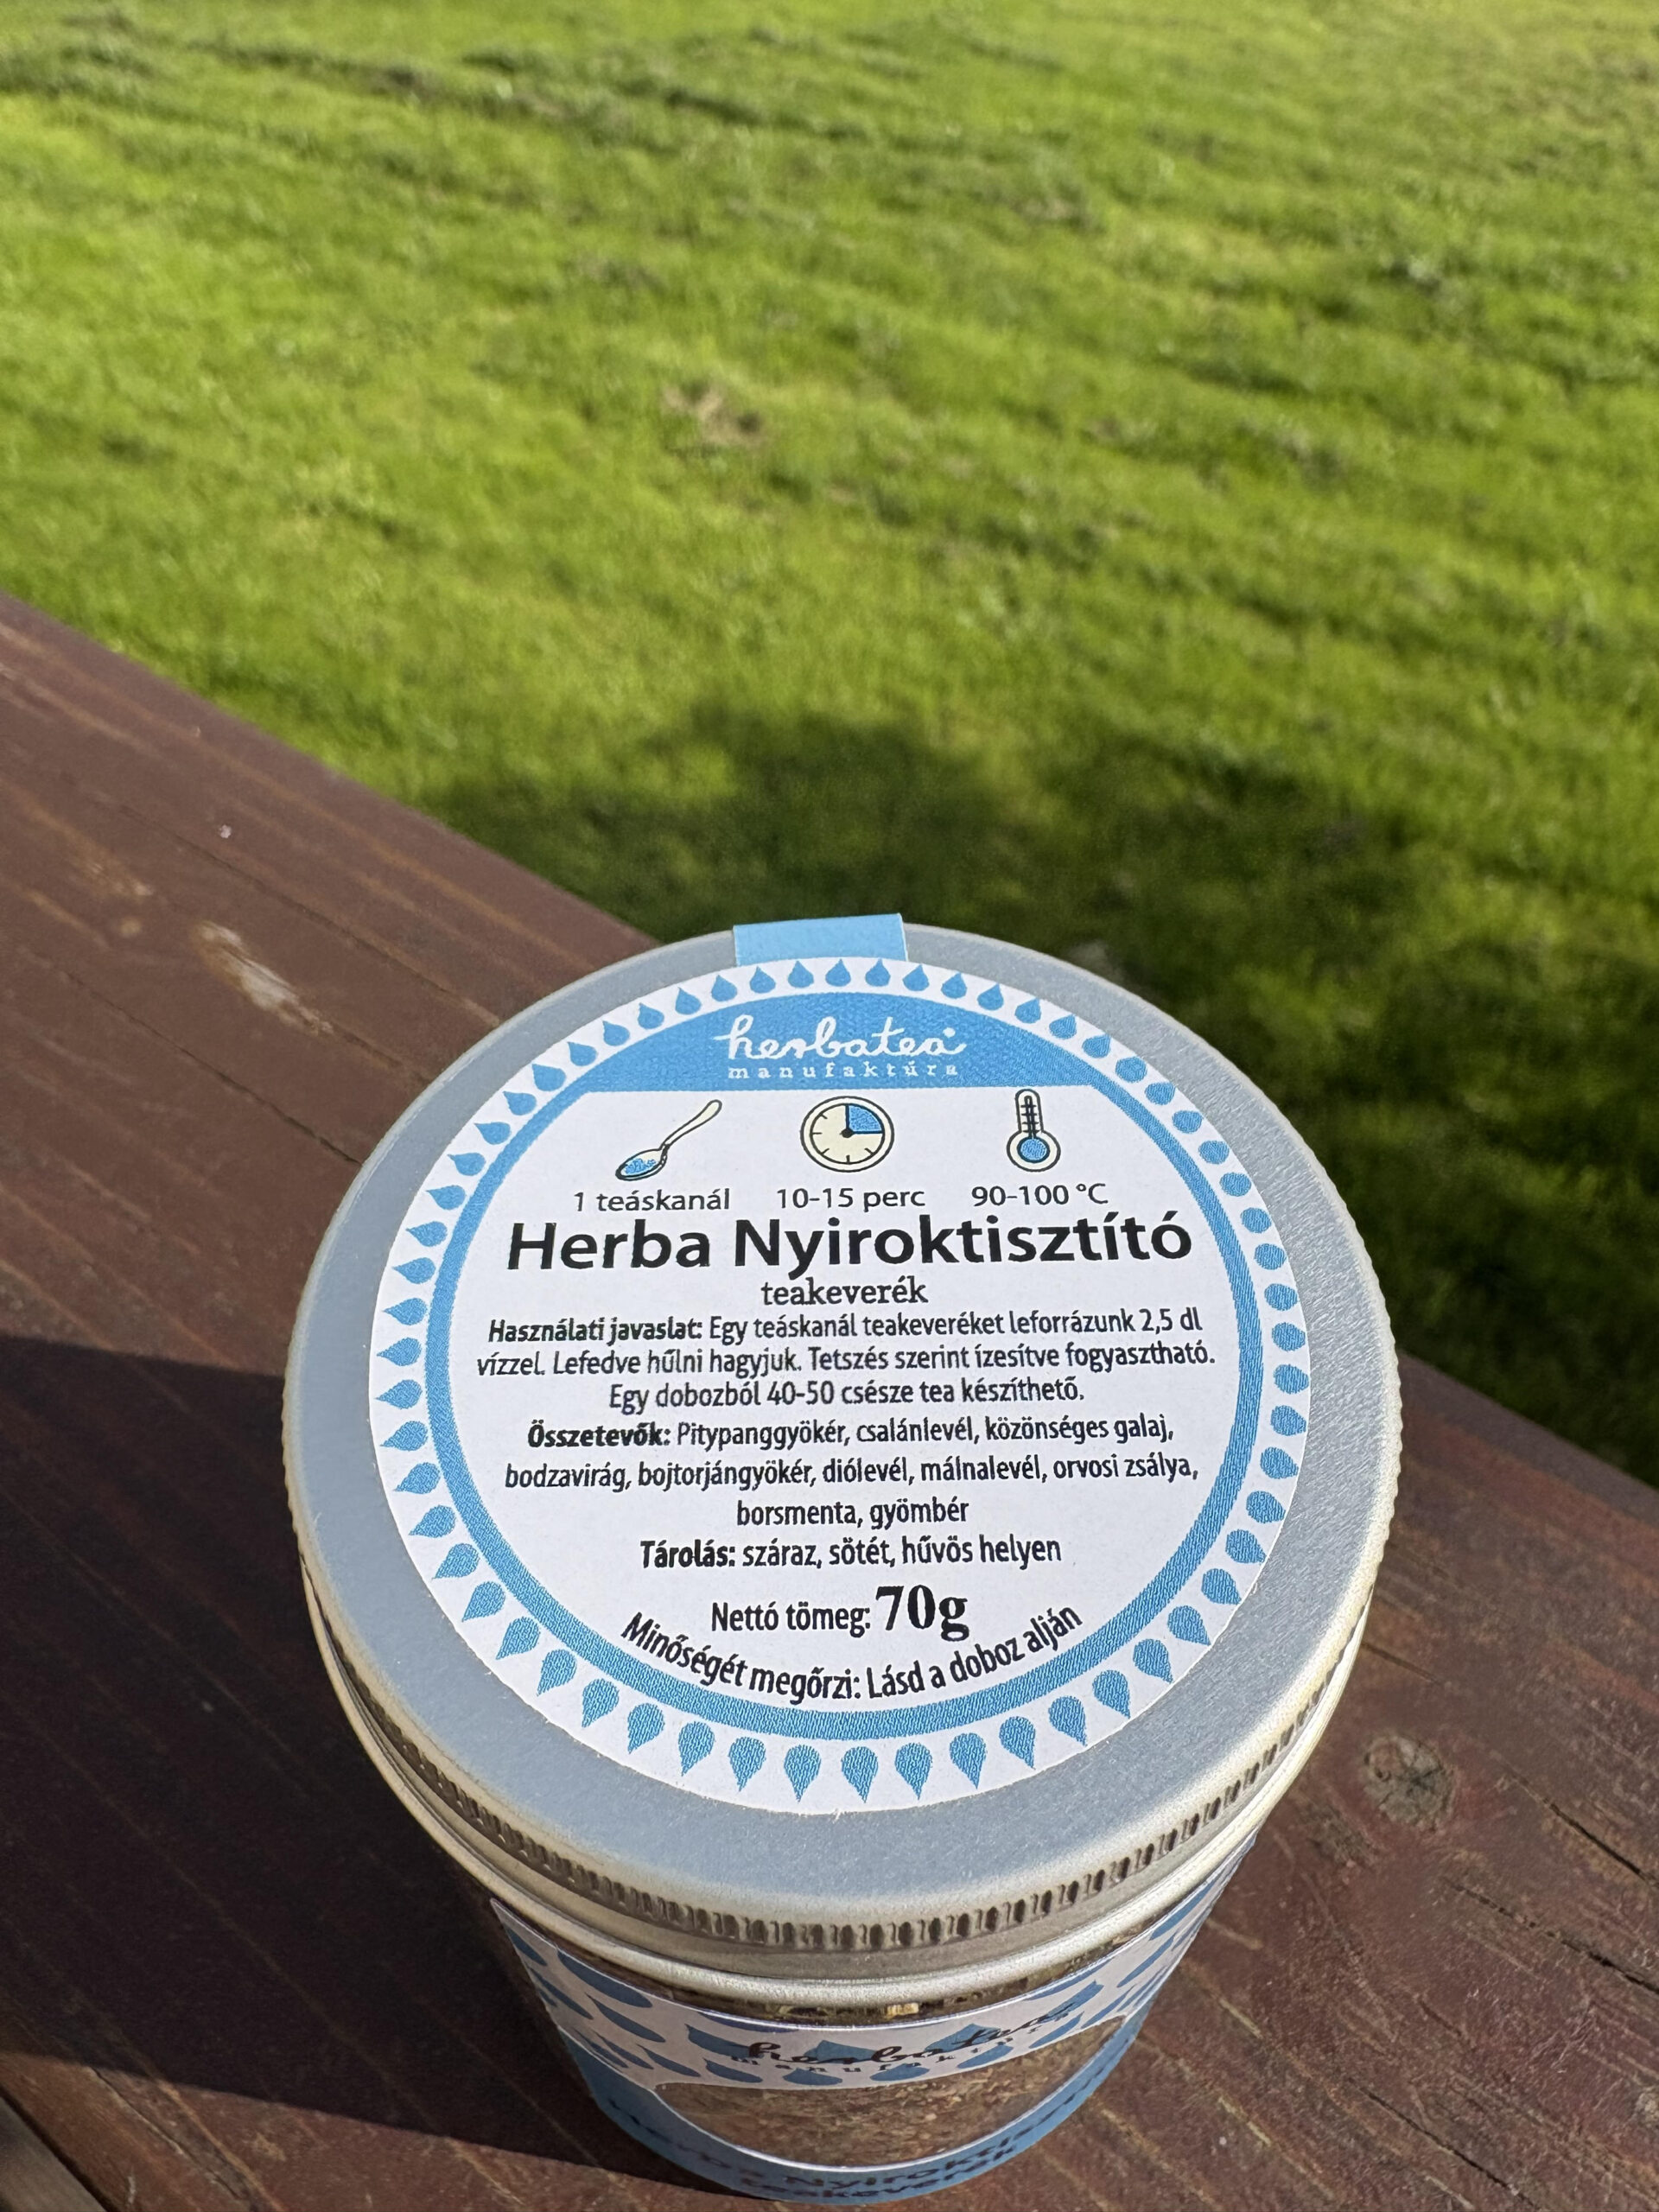 herbatea
manufaktúra
1 teáskanál 10-15 perc 90-100 °C
Herba Nyiroktisztító
teakeverék
Használati javaslat: Egy teáskanál teakeveréket leforrázunk 2,5 dl
vízzel. Lefedve hűlni hagyjuk. Tetszés szerint ízesítve fogyasztható.
Egy dobozból 40-50 csésze tea készíthető.
Összetevők: Pitypanggyökér, csalánlevél, közönséges galaj,
bodzavirág, bojtorjángyökér, diólevél, málnalevél, orvosi zsálya,
borsmenta, gyömbér
Tárolás: száraz, sötét, hűvös helyen
Nettó tömeg: 70g
Minőségét megőrzi: Lásd a doboz alján
herbatea
manufaktúra
teakeverék